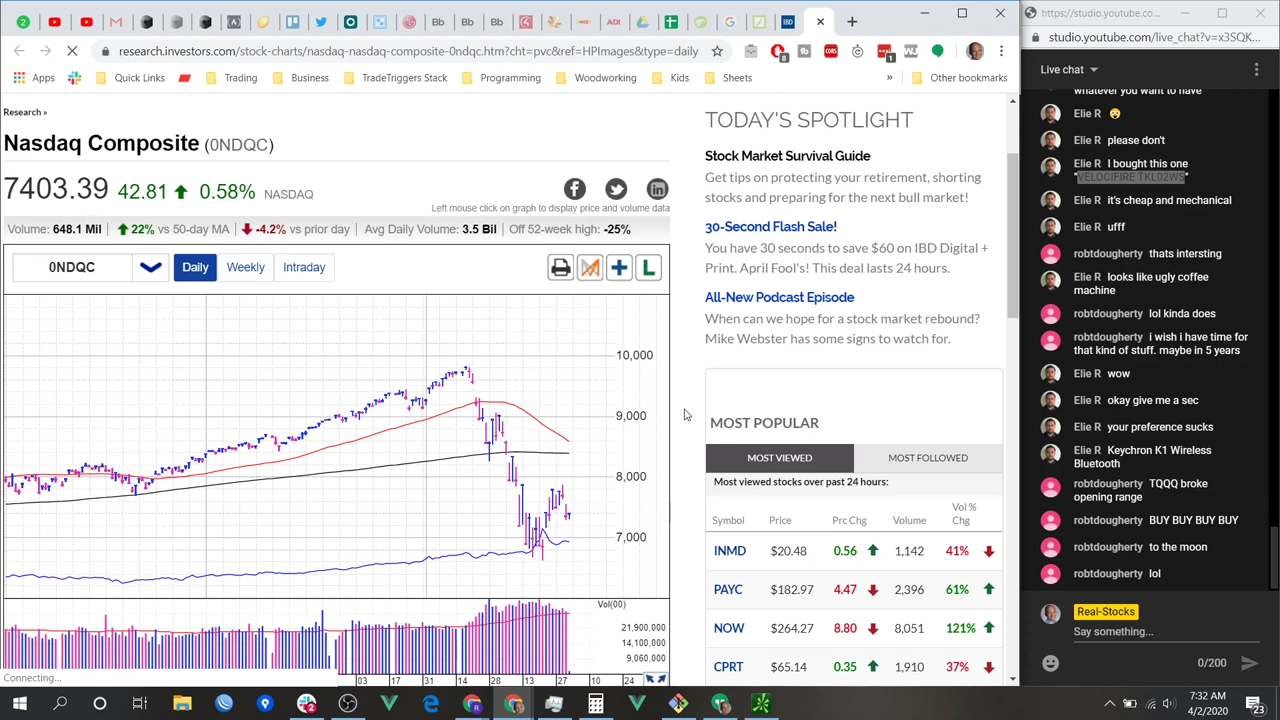 https://studio.youtube.com/live_chat?v=x3SQK...
https://studio.youtube.co...
research.investors.com/stock-charts/nasdaq-nasdaq-composite-0ndqc.htm?cht=pvc&ref=HPImages&type=daily
Apps Quick Links Trading Business TradeTryggers Stack Programming Woodworking Kids Sheets » Other bookmarks
Research »
Nasdaq Composite (0NDQC)
7403.39 42.81 0.58% NASDAQ
Left mouse click on graph to display price and volume data
Volume: 648.1 Mil 22% vs 50-day MA -4.2% vs prior day Avg Daily Volume: 3.5 Bil Off 52-week high: -25%
0NDQC Daily Weekly Intraday L
10,000
9,000
8,000
7,000
Vol(00)
21,900,000
14,100,000
9,060,000
03 17 31 14 28 13 27 10 24
Connecting...
TODAY'S SPOTLIGHT
Stock Market Survival Guide
Get tips on protecting your retirement, shorting
stocks and preparing for the next bull market!
30-Second Flash Sale!
You have 30 seconds to save $60 on IBD Digital +
Print. April Fool's! This deal lasts 24 hours.
All-New Podcast Episode
When can we hope for a stock market rebound?
Mike Webster has some signs to watch for.
MOST POPULAR
MOST VIEWED MOST FOLLOWED
Most viewed stocks over past 24 hours:
Symbol Price Prc Chg Volume Vol % Chg
INMD $20.48 0.56 1,142 41%
PAYC $182.97 4.47 2,396 61%
NOW $264.27 8.80 8,051 121%
CPRT $65.14 0.35 1,910 37%
Live chat
whatever you want to have
Elie R 😲
Elie R please don't
Elie R I bought this one
"VELOCIFIRE TKL02WS"
Elie R it's cheap and mechanical
Elie R ufff
robtdougherty thats intersting
Elie R looks like ugly coffee
machine
robtdougherty lol kinda does
robtdougherty i wish i have time for
that kind of stuff. maybe in 5 years
Elie R wow
Elie R okay give me a sec
Elie R your preference sucks
Elie R Keychron K1 Wireless
Bluetooth
robtdougherty TQQQ broke
opening range
robtdougherty BUY BUY BUY BUY
robtdougherty to the moon
robtdougherty lol
Real-Stocks
Say something...
0/200
7:32 AM
4/2/2020
23